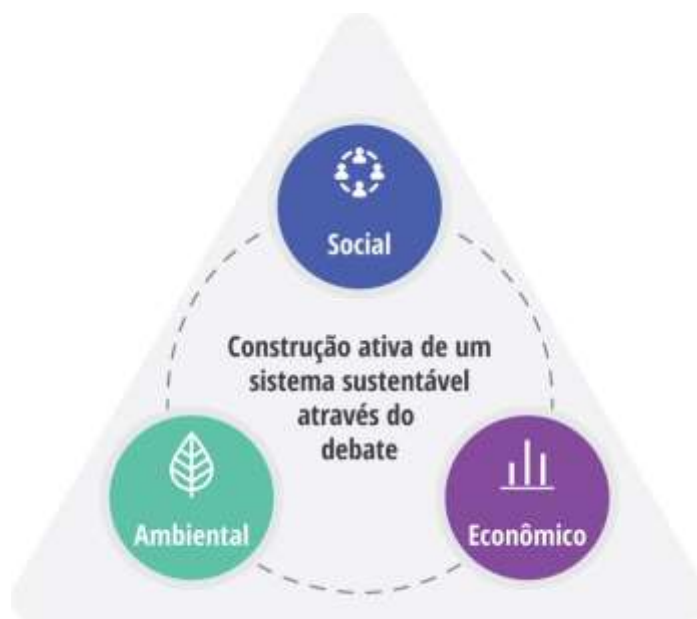 Social
Construção ativa de um
sistema sustentável
através do
debate
Ambiental
Econômico